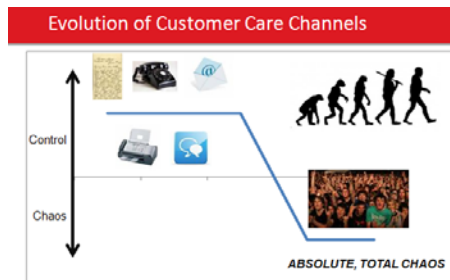 Evolution of Customer Care Channels
Control
Chaos
ABSOLUTE, TOTAL CHAOS